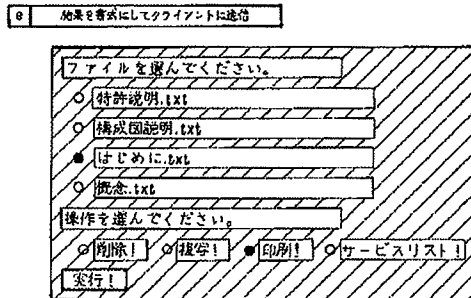 8 結果を書式にしてクライアントに送信
ファイルを選んでください。
特許説明.txt
構成図説明.txt
はじめに.txt
概念.txt
操作を選んでください。
削除! 複写! 印刷! サービスリスト!
実行!